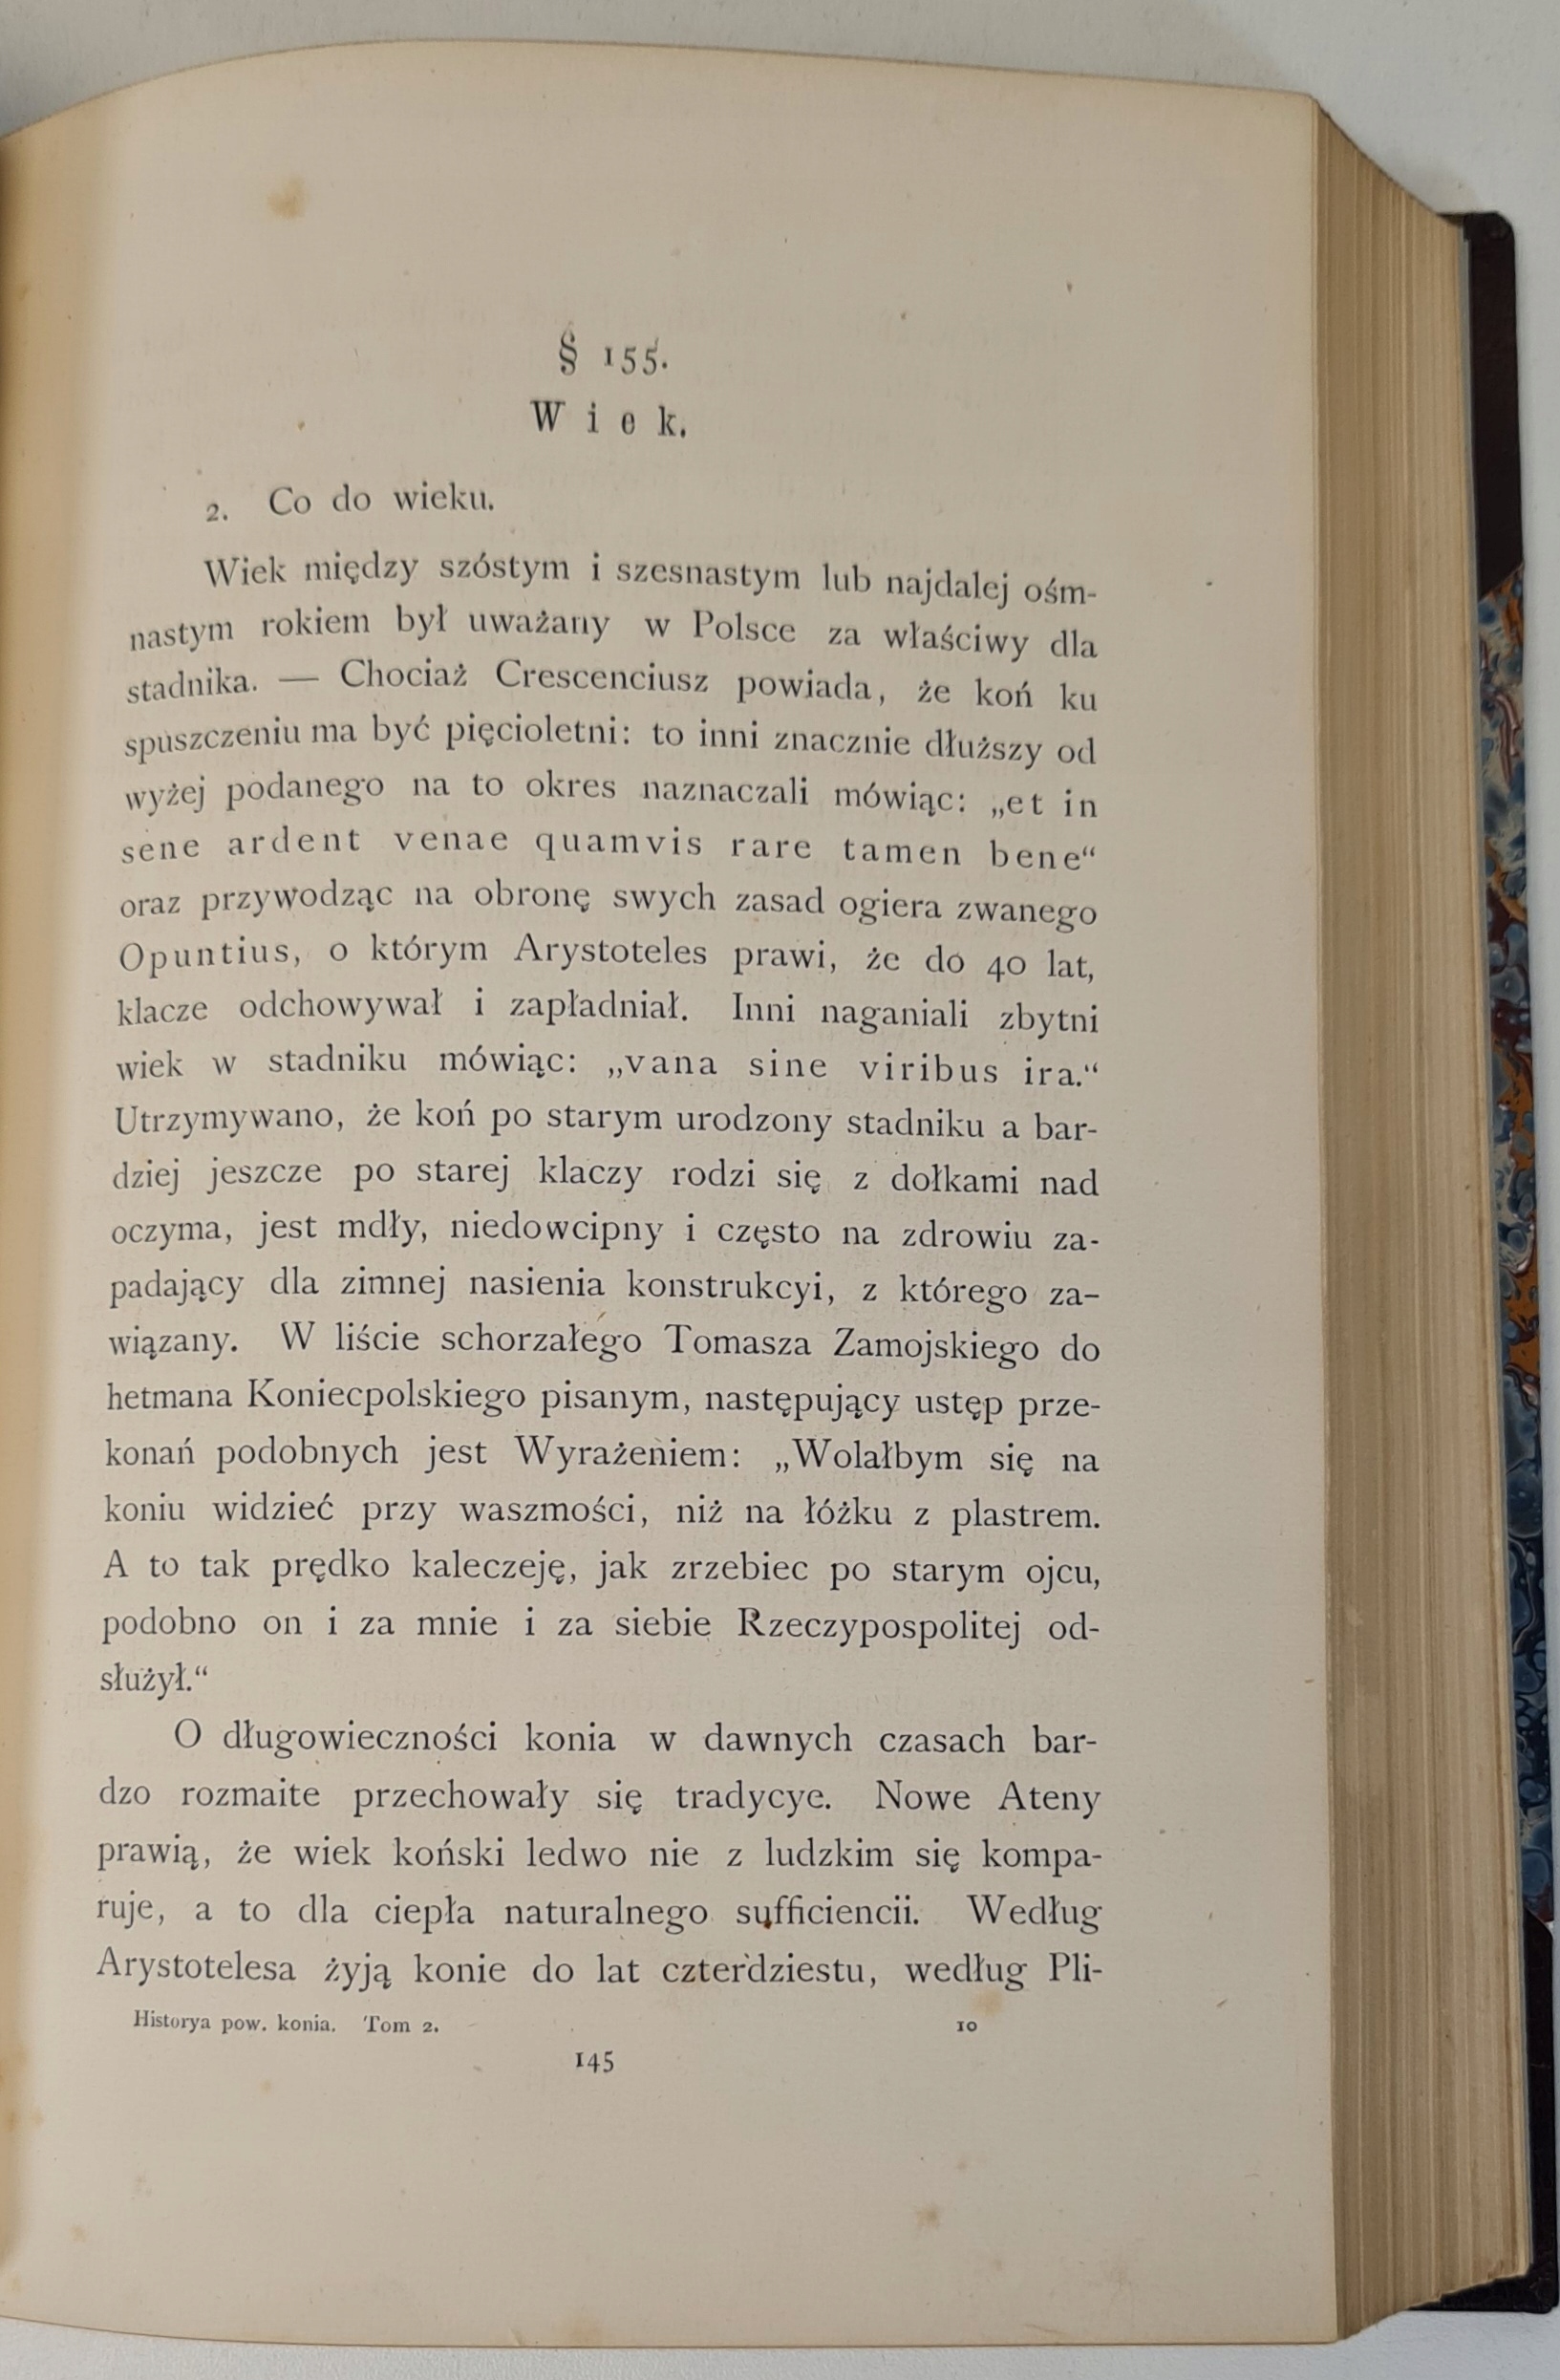 § 155.
Wiek.
2. Co do wieku.
Wiek między szóstym i szesnastym lub najdalej ośm-
nastym rokiem był uważany w Polsce za właściwy dla
stadnika. — Chociaż Crescenciusz powiada, że koń ku
spuszczeniu ma być pięcioletni: to inni znacznie dłuższy od
wyżej podanego na to okres naznaczali mówiąc: „et in
sene ardent venae quamvis rare tamen bene“
oraz przywodząc na obronę swych zasad ogiera zwanego
Opuntius, o którym Arystoteles prawi, że do 40 lat,
klacze odchowywał i zapładniał. Inni naganiali zbytni
wiek w stadniku mówiąc: „vana sine viribus ira.“
Utrzymywano, że koń po starym urodzony stadniku a bar-
dziej jeszcze po starej klaczy rodzi się z dołkami nad
oczyma, jest mdły, niedowcipny i często na zdrowiu za-
padający dla zimnej nasienia konstrukcyi, z którego za-
wiązany. W liście schorzałego Tomasza Zamojskiego do
hetmana Koniecpolskiego pisanym, następujący ustęp prze-
konań podobnych jest Wyrażeniem: „Wolałbym się na
koniu widzieć przy waszmości, niż na łóżku z plastrem.
A to tak prędko kaleczeję, jak zrzebiec po starym ojcu,
podobno on i za mnie i za siebie Rzeczypospolitej od-
służył.“
O długowieczności konia w dawnych czasach bar-
dzo rozmaite przechowały się tradycye. Nowe Ateny
prawią, że wiek koński ledwo nie z ludzkim się kompa-
ruje, a to dla ciepła naturalnego sufficiencii. Według
Arystotelesa żyją konie do lat czterdziestu, według Pli-
Historya pow. konia. Tom 2. 10
145